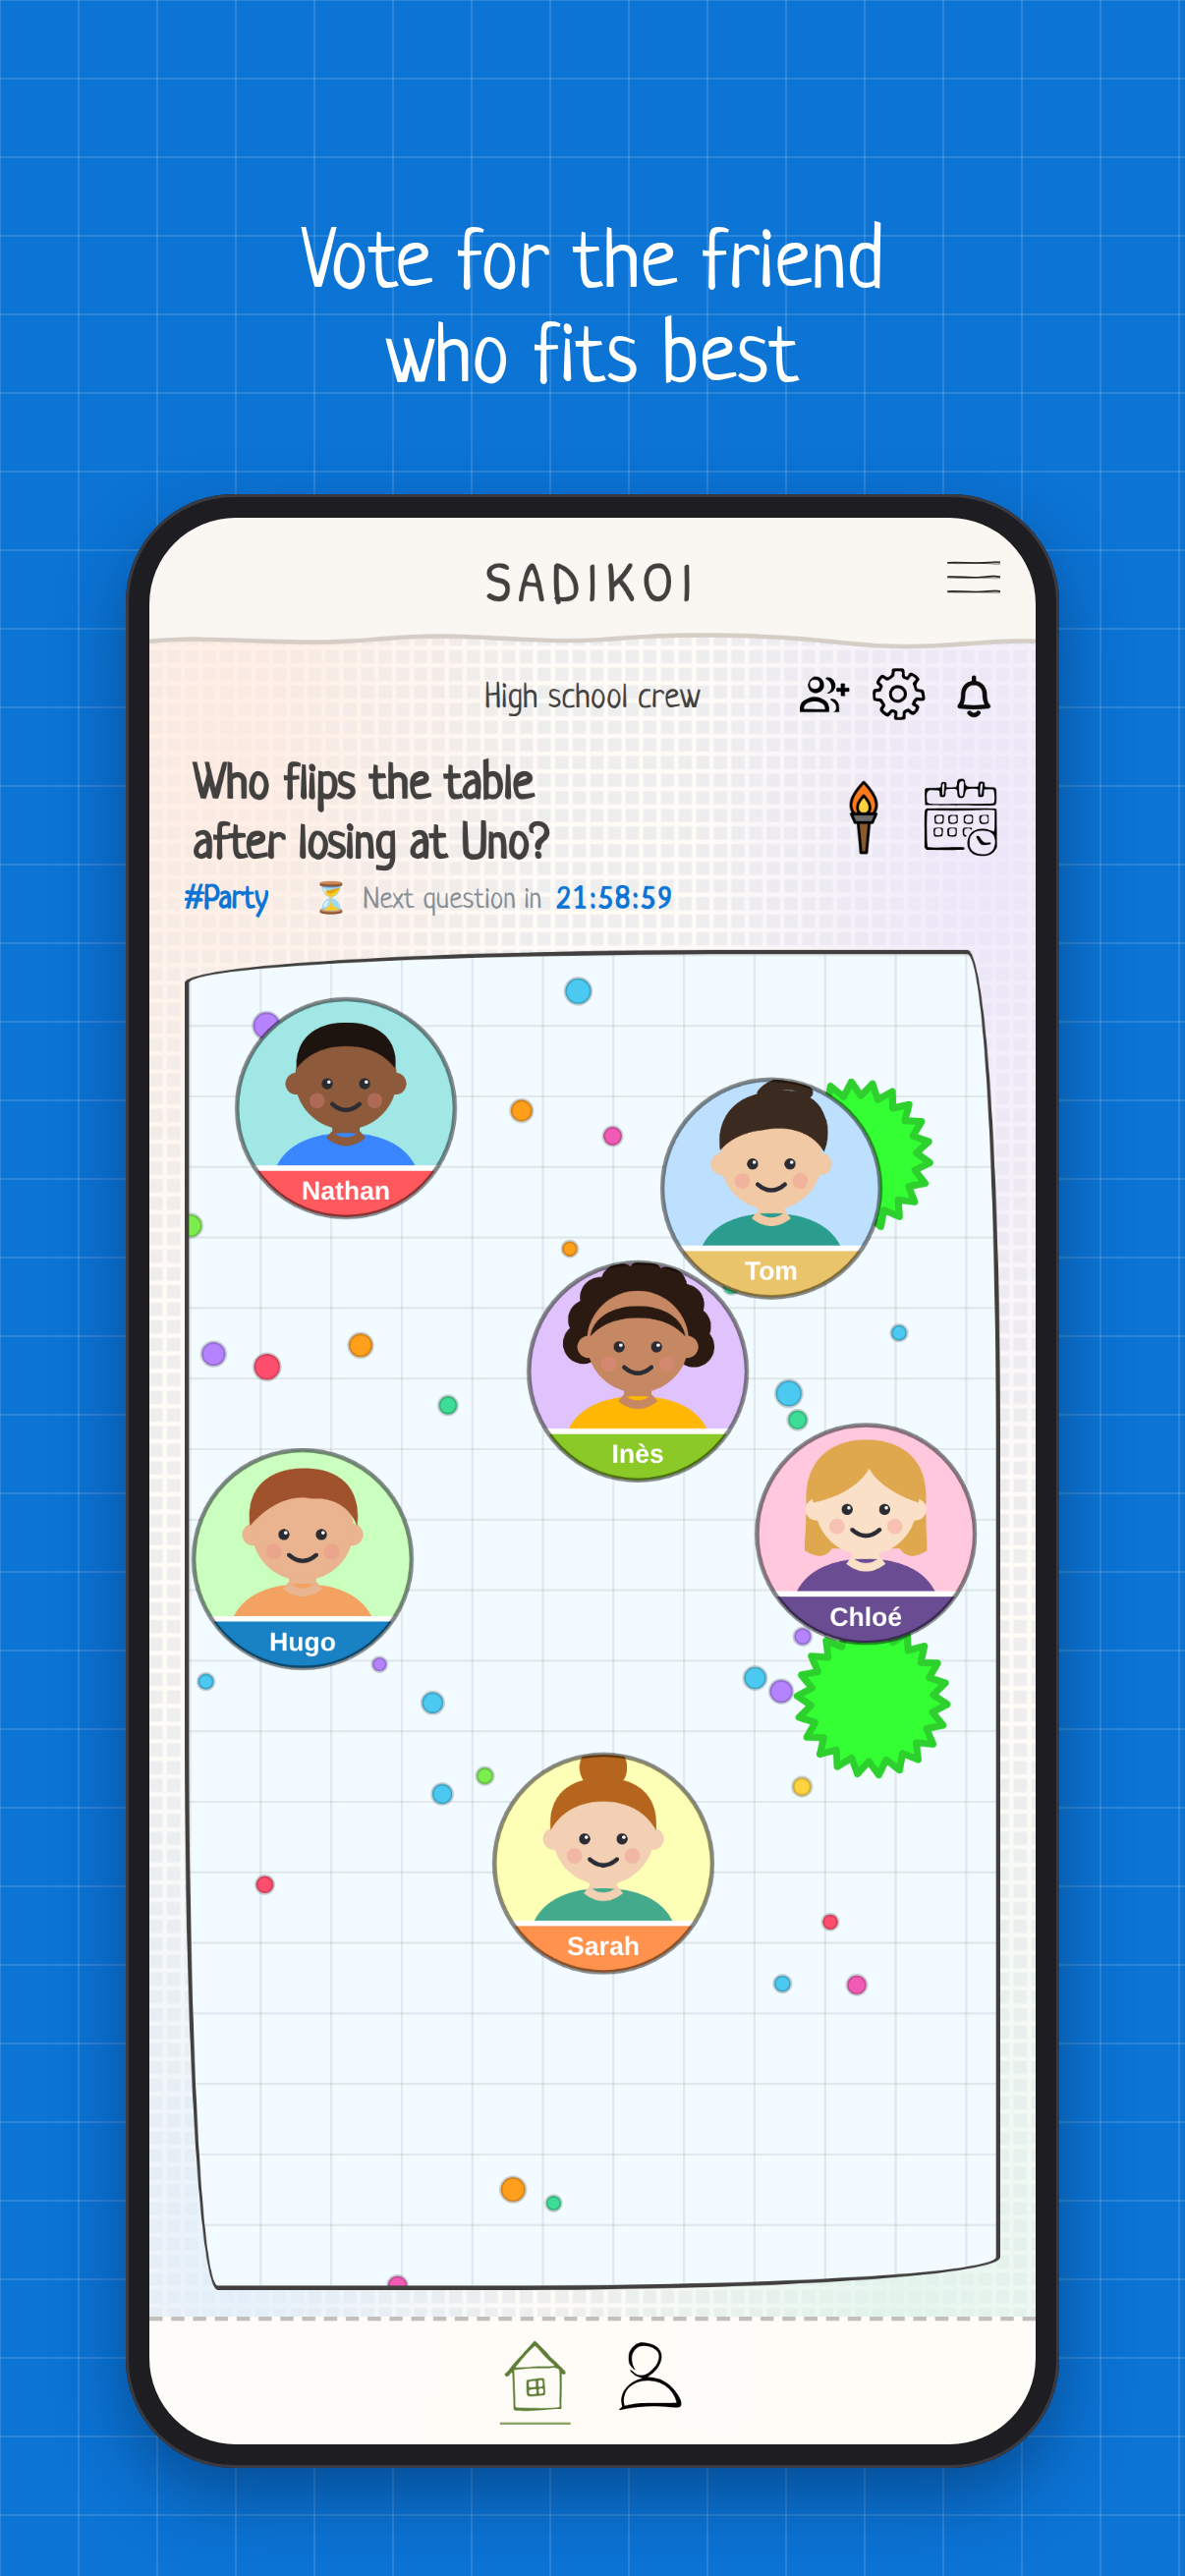 Vote for the friend
who fits best
SADIKOI
High school crew
Who flips the table
after losing at Uno?
#Party ⏳ Next question in 21:58:59
Nathan
Tom
Inès
Chloé
Hugo
Sarah